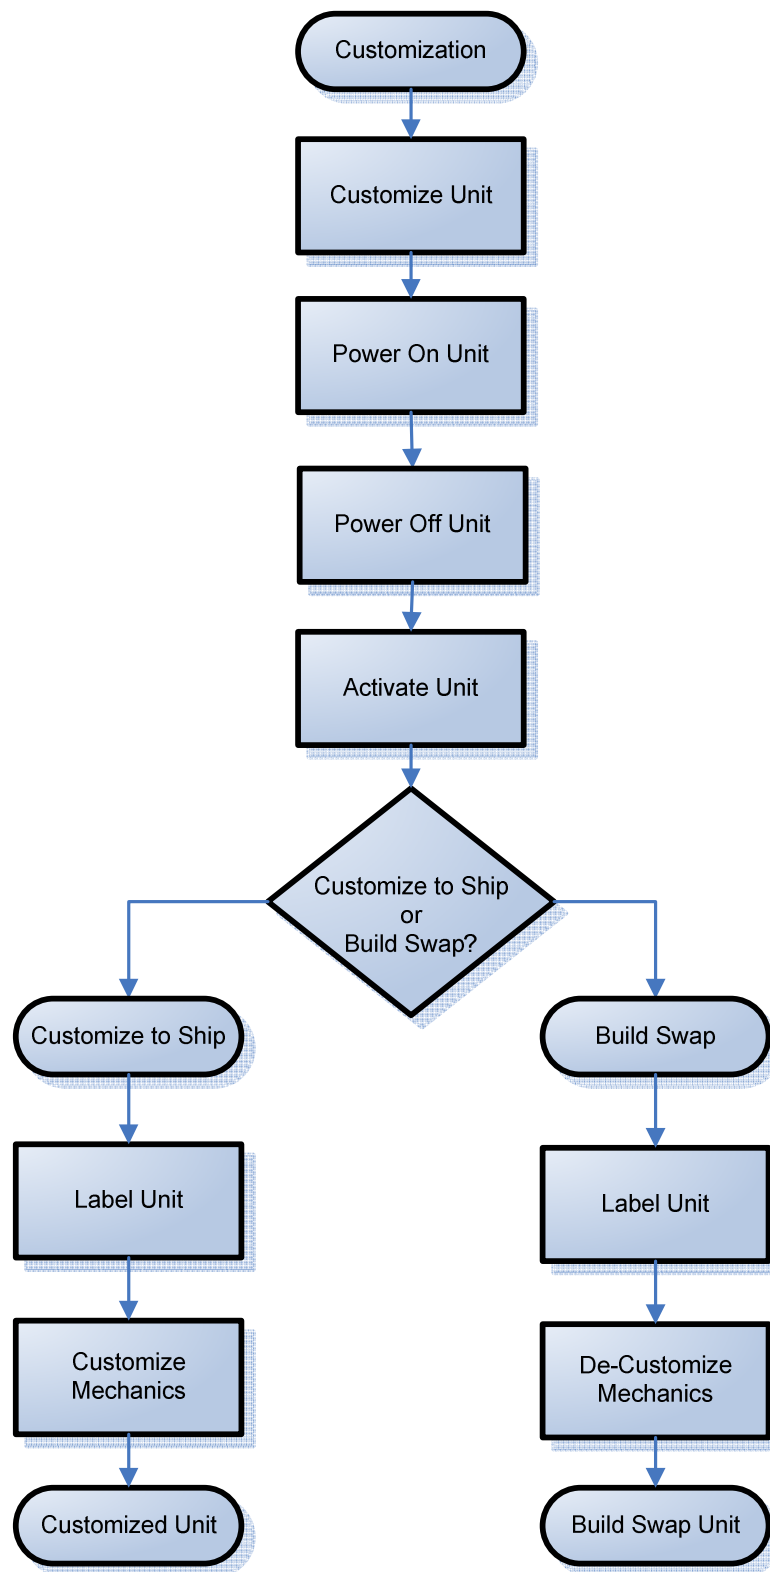 Customization
Customize Unit
Power On Unit
Power Off Unit
Activate Unit
Customize to Ship
or
Build Swap?
Customize to Ship
Build Swap
Label Unit
Label Unit
Customize
Mechanics
De-Customize
Mechanics
Customized Unit
Build Swap Unit